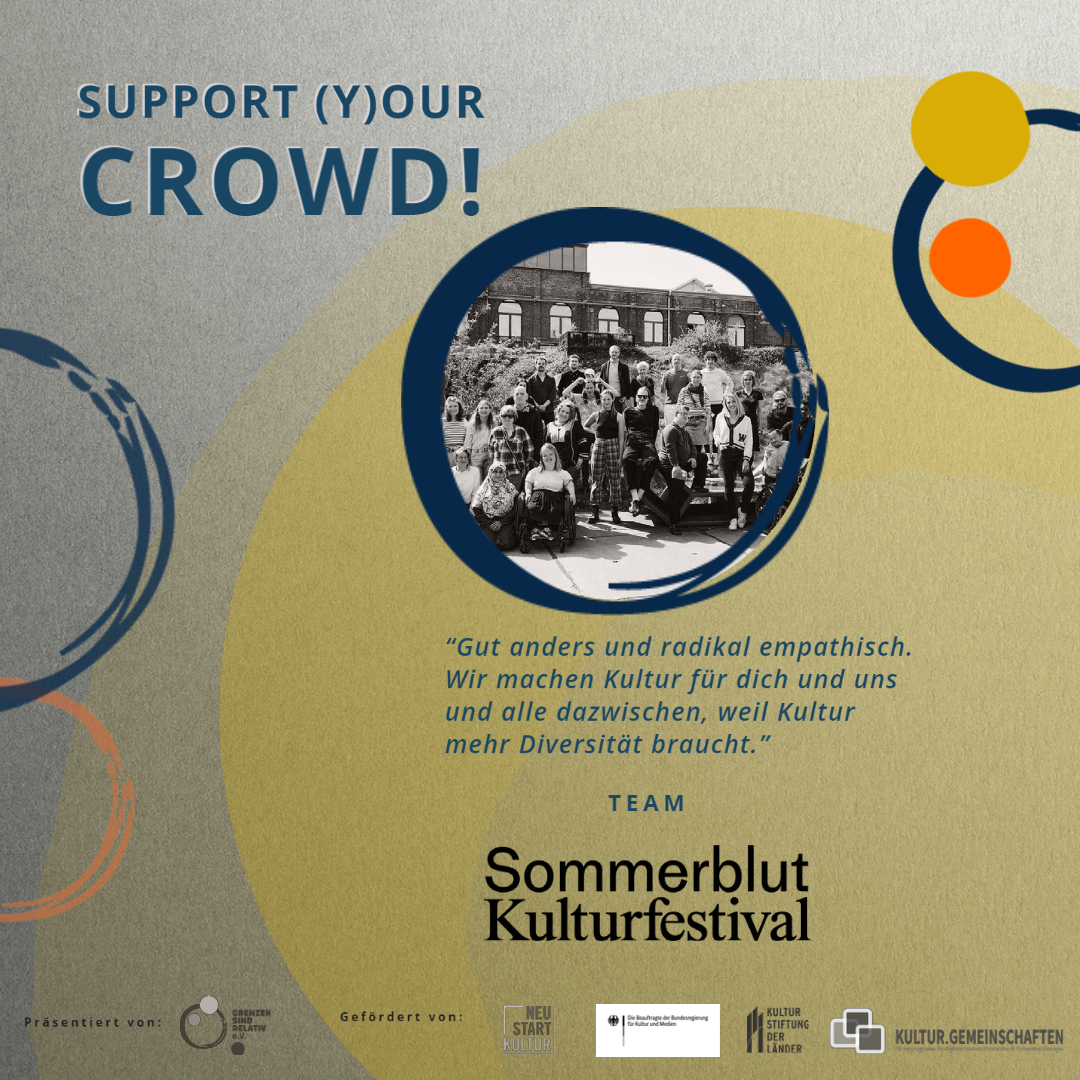 SUPPORT (Y)OUR
CROWD!
“Gut anders und radikal empathisch.
Wir machen Kultur für dich und uns
und alle dazwischen, weil Kultur
mehr Diversität braucht.”
TEAM
Sommerblut
Kulturfestival
Präsentiert von:
GRENZEN
SIND
RELATIV
e.V.
Gefördert von:
NEU
START
KULTUR
Die Beauftragte der Bundesregierung
für Kultur und Medien
KULTUR
STIFTUNG
DER
LÄNDER
KULTUR.GEMEINSCHAFTEN